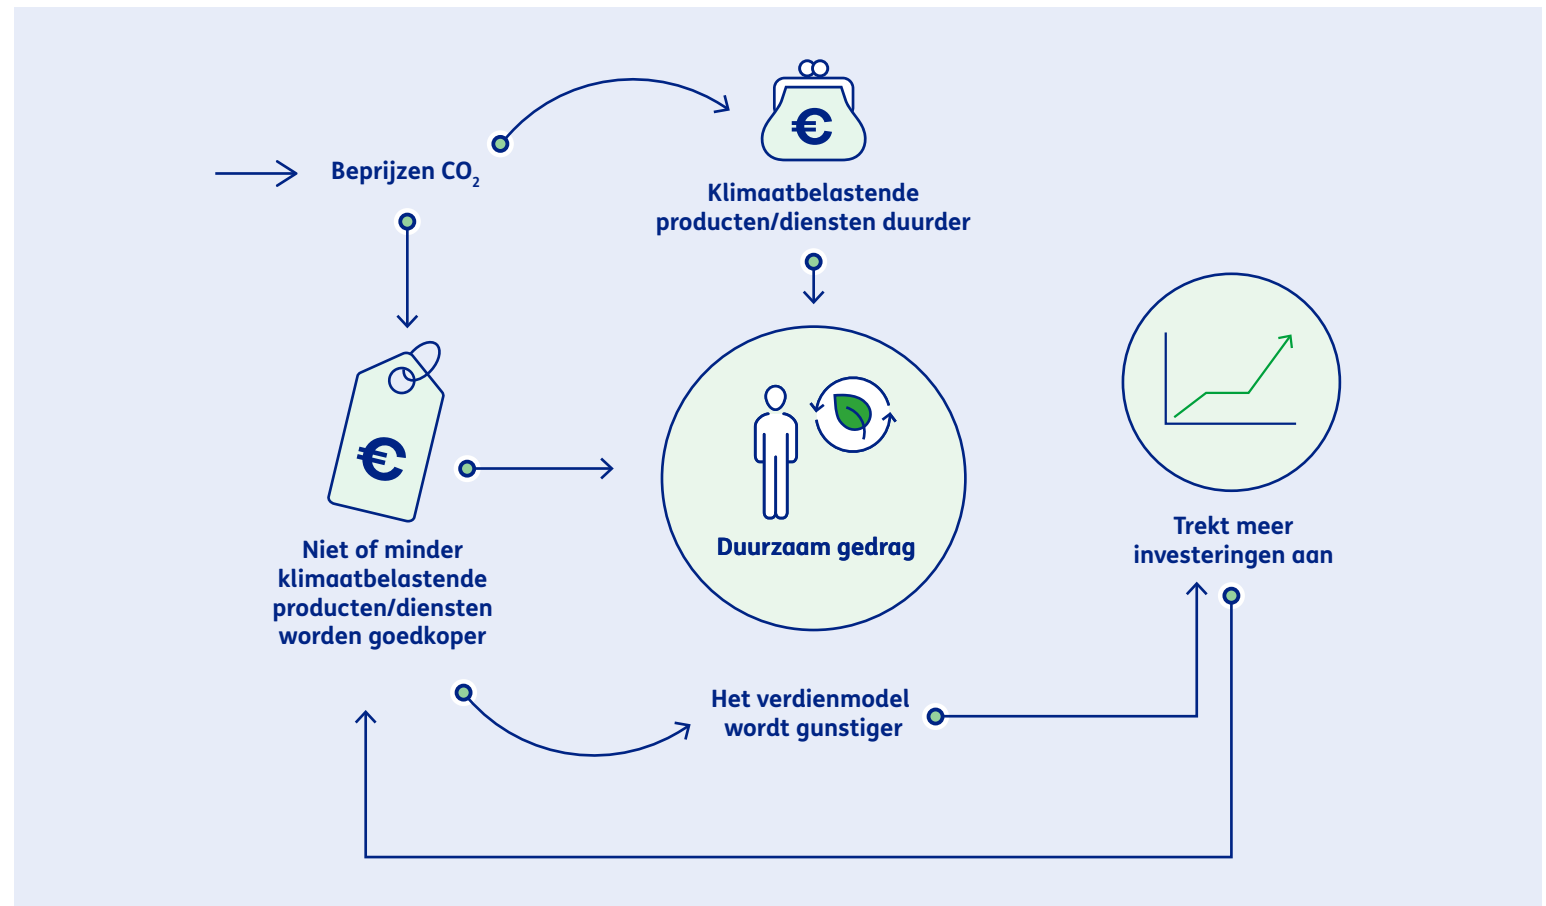 Beprijzen CO₂
€
Klimaatbelastende
producten/diensten duurder
€
Niet of minder
klimaatbelastende
producten/diensten
worden goedkoper
Duurzaam gedrag
Trekt meer
investeringen aan
Het verdienmodel
wordt gunstiger